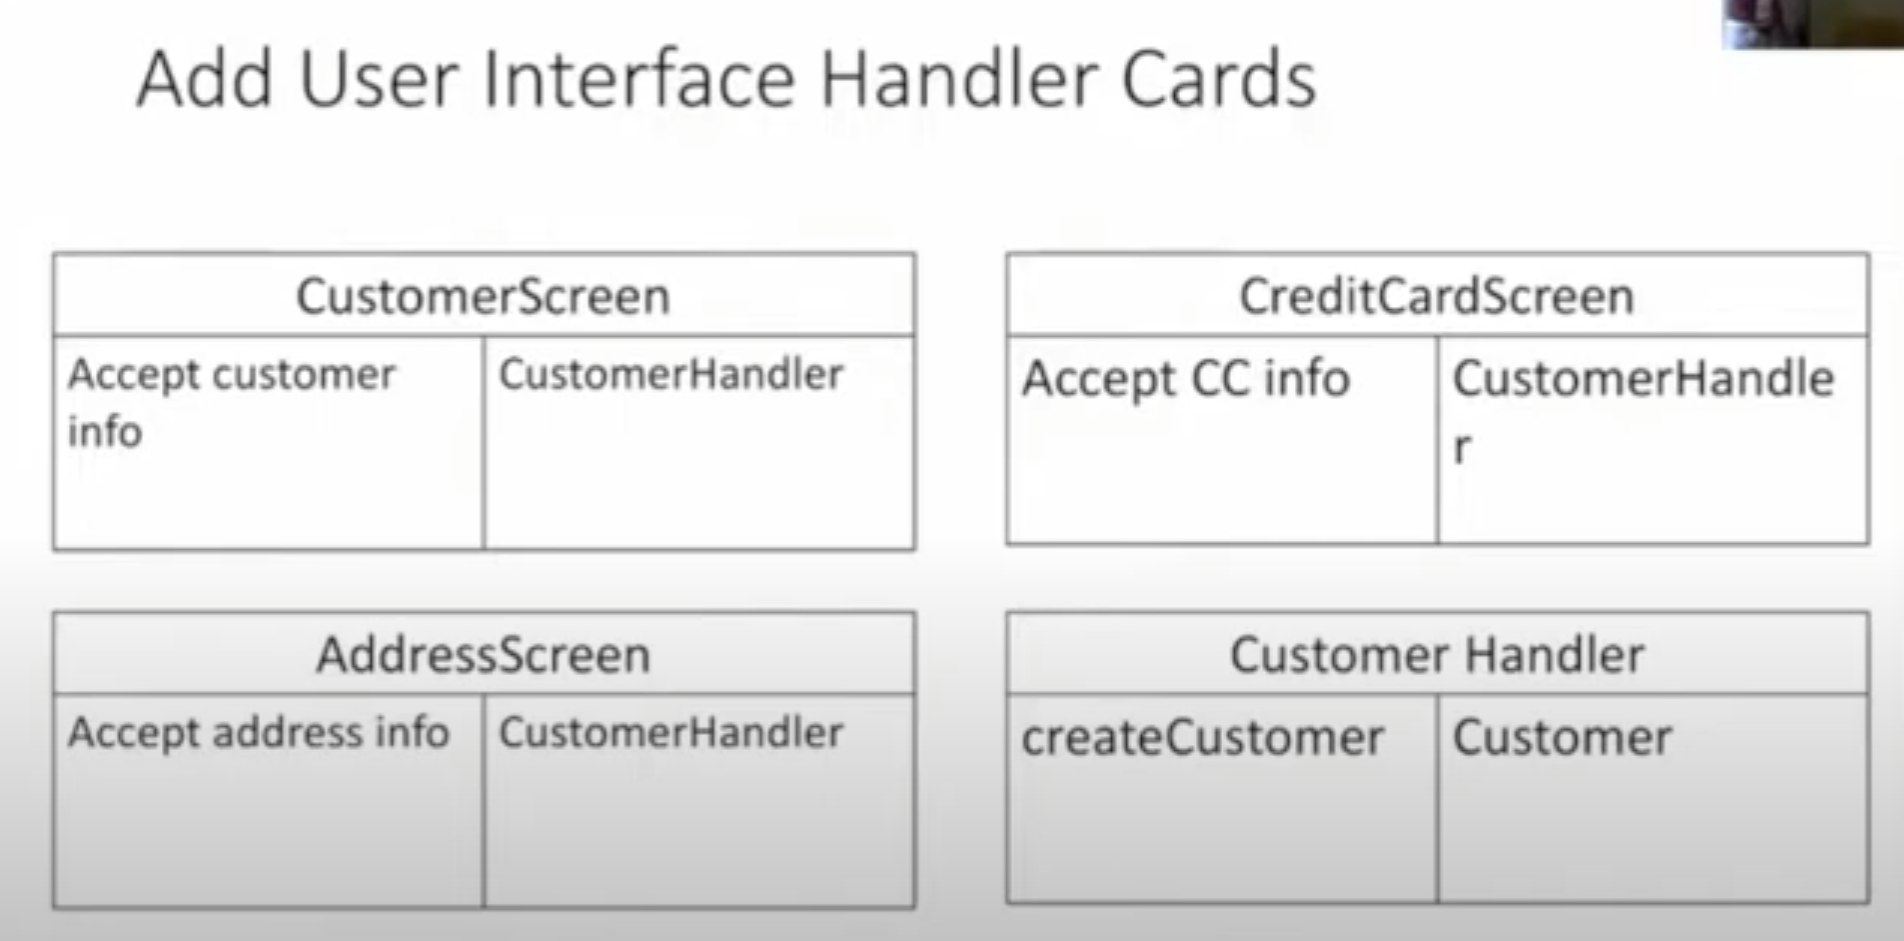 Add User Interface Handler Cards
CustomerScreen
Accept customer
info
CustomerHandler
CreditCardScreen
Accept CC info
CustomerHandle
r
AddressScreen
Accept address info
CustomerHandler
Customer Handler
createCustomer
Customer